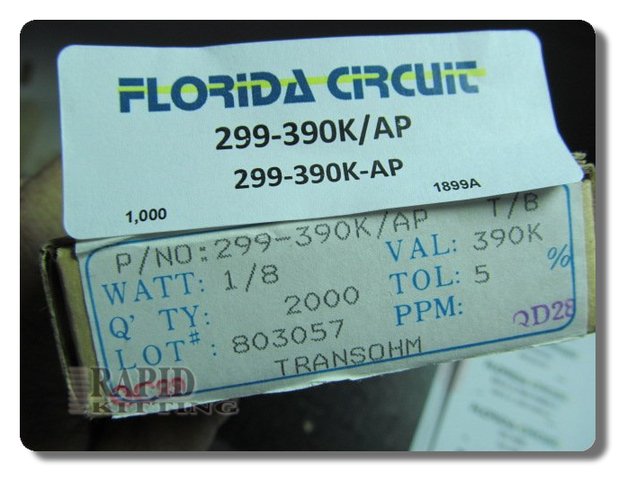 FLORIDA CIRCUIT
299-390K/AP
299-390K-AP
1,000
1899A
P/NO:299-390K/AP T/B
WATT: 1/8 VAL: 390K
Q'TY: 2000 TOL: 5 %
LOT#: 803057 PPM:
TRANSOHM
QD28
RAPID
KITTING